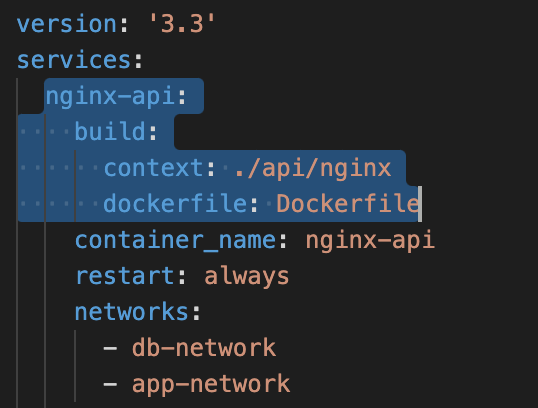 version: '3.3'
services:
  nginx-api:
    build:
      context: ./api/nginx
      dockerfile: Dockerfile
    container_name: nginx-api
    restart: always
    networks:
      - db-network
      - app-network